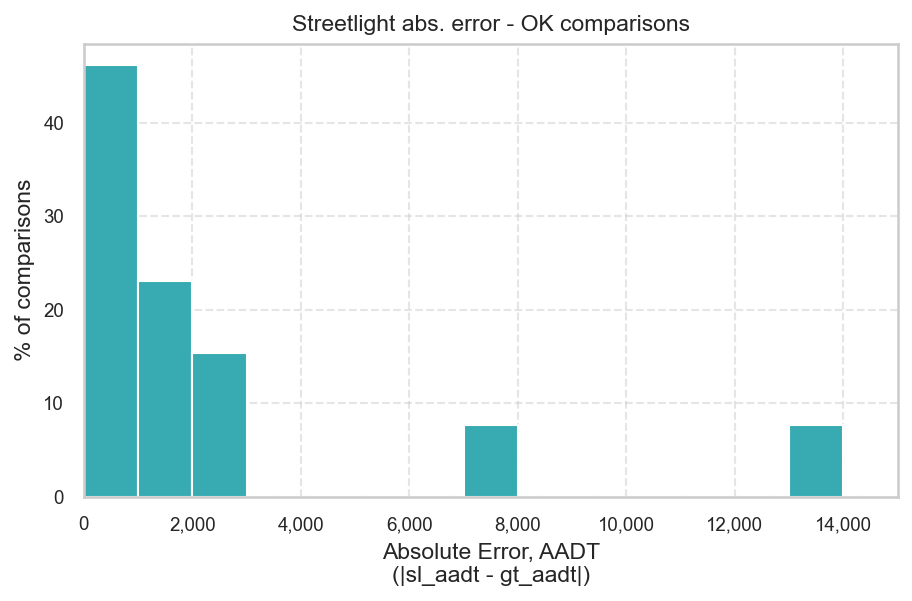 Streetlight abs. error - OK comparisons
% of comparisons
40
30
20
10
0
0 2,000 4,000 6,000 8,000 10,000 12,000 14,000
Absolute Error, AADT
(|sl_aadt - gt_aadt|)